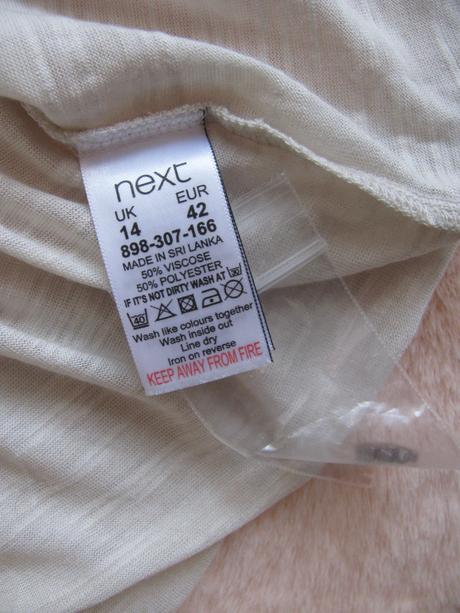 next
UK EUR
14 42
898-307-166
MADE IN SRI LANKA
50% VISCOSE
50% POLYESTER
IF IT'S NOT DIRTY WASH AT
40
Wash like colours together
Wash inside out
Line dry
Iron on reverse
KEEP AWAY FROM FIRE